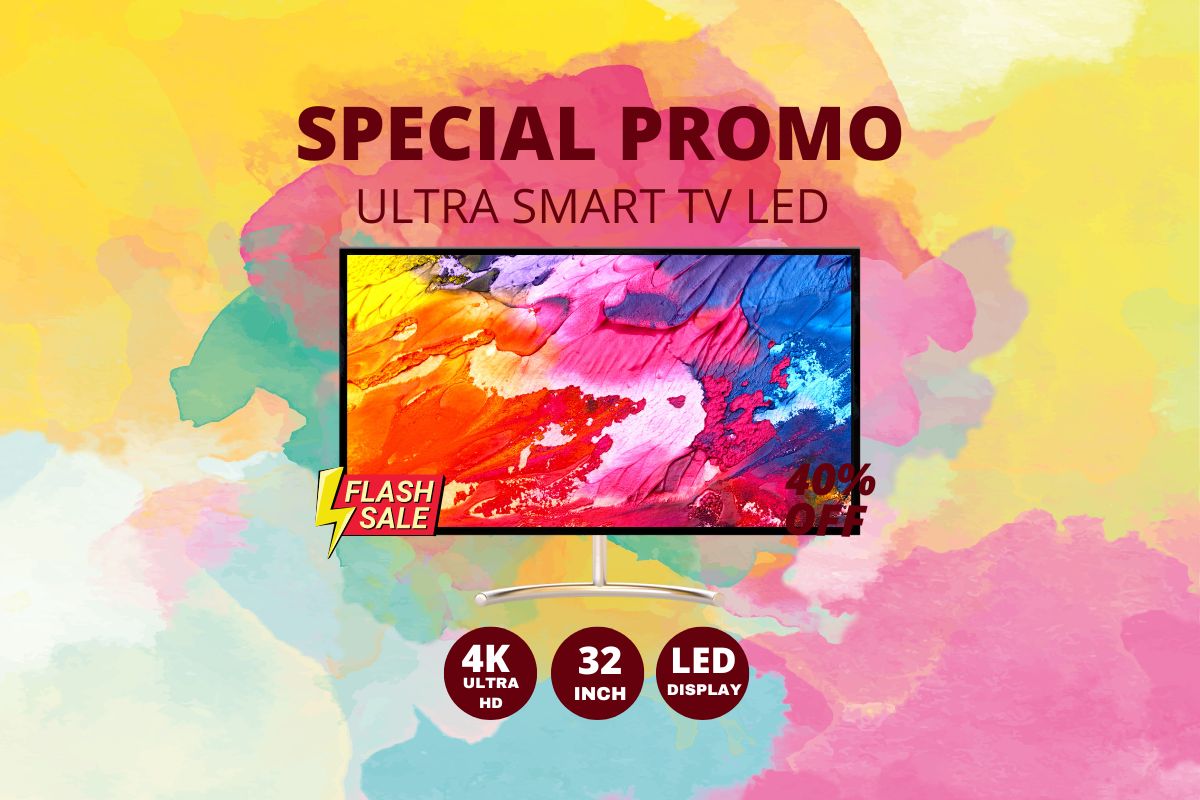 SPECIAL PROMO
ULTRA SMART TV LED
FLASH
SALE
40%
OFF
4K
ULTRA
HD
32
INCH
LED
DISPLAY